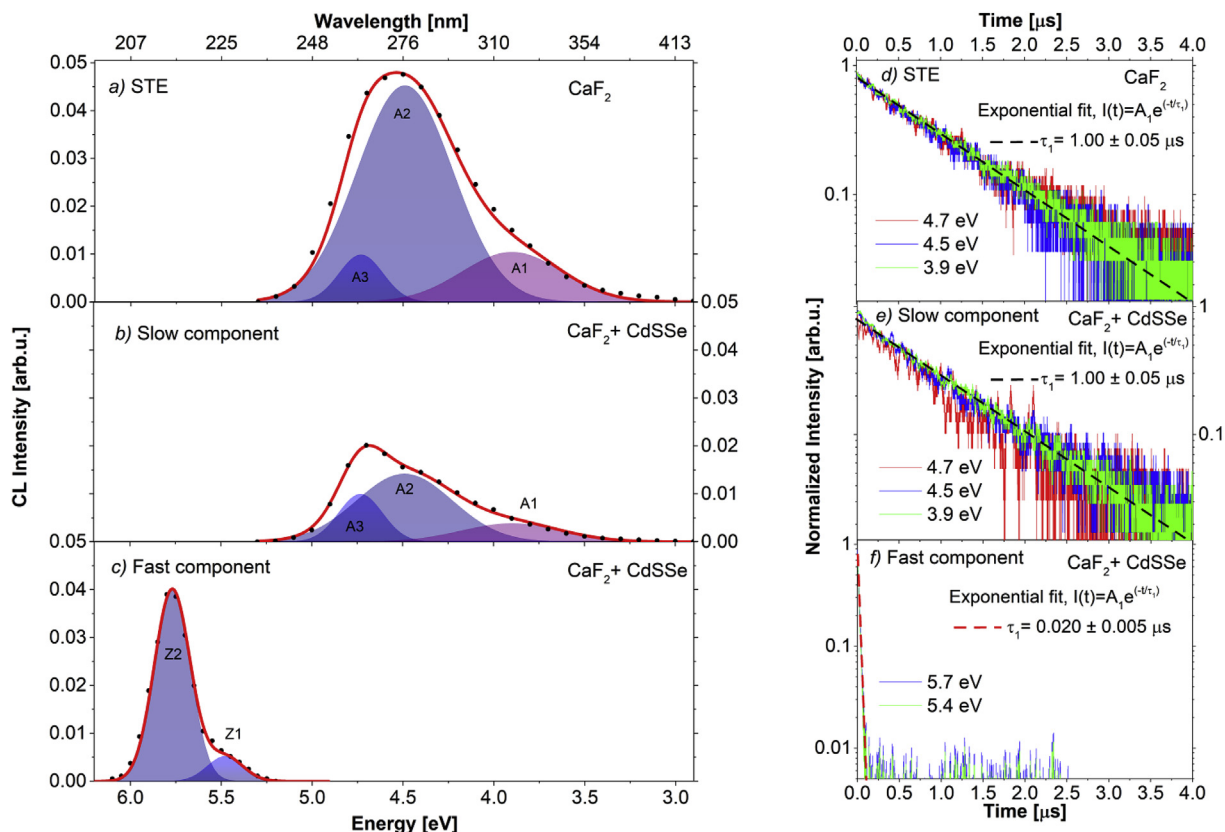 Wavelength [nm]
207 225 248 276 310 354 413
0.05
0.04
0.03
0.02
0.01
0.00
a) STE
CaF2
A2
A3
A1
0.05
0.04
0.03
0.02
0.01
0.00
b) Slow component
CaF2+ CdSSe
A2
A1
A3
0.05
0.04
0.03
0.02
0.01
0.00
c) Fast component
CaF2+ CdSSe
Z2
Z1
6.0 5.5 5.0 4.5 4.0 3.5 3.0
Energy [eV]
CL Intensity [arb.u.]
Time [μs]
0.0 0.5 1.0 1.5 2.0 2.5 3.0 3.5 4.0
1
0.1
d) STE
CaF2
Exponential fit, I(t)=A1e(-t/τ1)
τ1= 1.00 ± 0.05 μs
4.7 eV
4.5 eV
3.9 eV
1
0.1
e) Slow component
CaF2+ CdSSe
Exponential fit, I(t)=A1e(-t/τ1)
τ1= 1.00 ± 0.05 μs
4.7 eV
4.5 eV
3.9 eV
1
0.1
0.01
f) Fast component
CaF2+ CdSSe
Exponential fit, I(t)=A1e(-t/τ1)
τ1= 0.020 ± 0.005 μs
5.7 eV
5.4 eV
0.0 0.5 1.0 1.5 2.0 2.5 3.0 3.5 4.0
Time [μs]
Normalized Intensity [arb.u.]